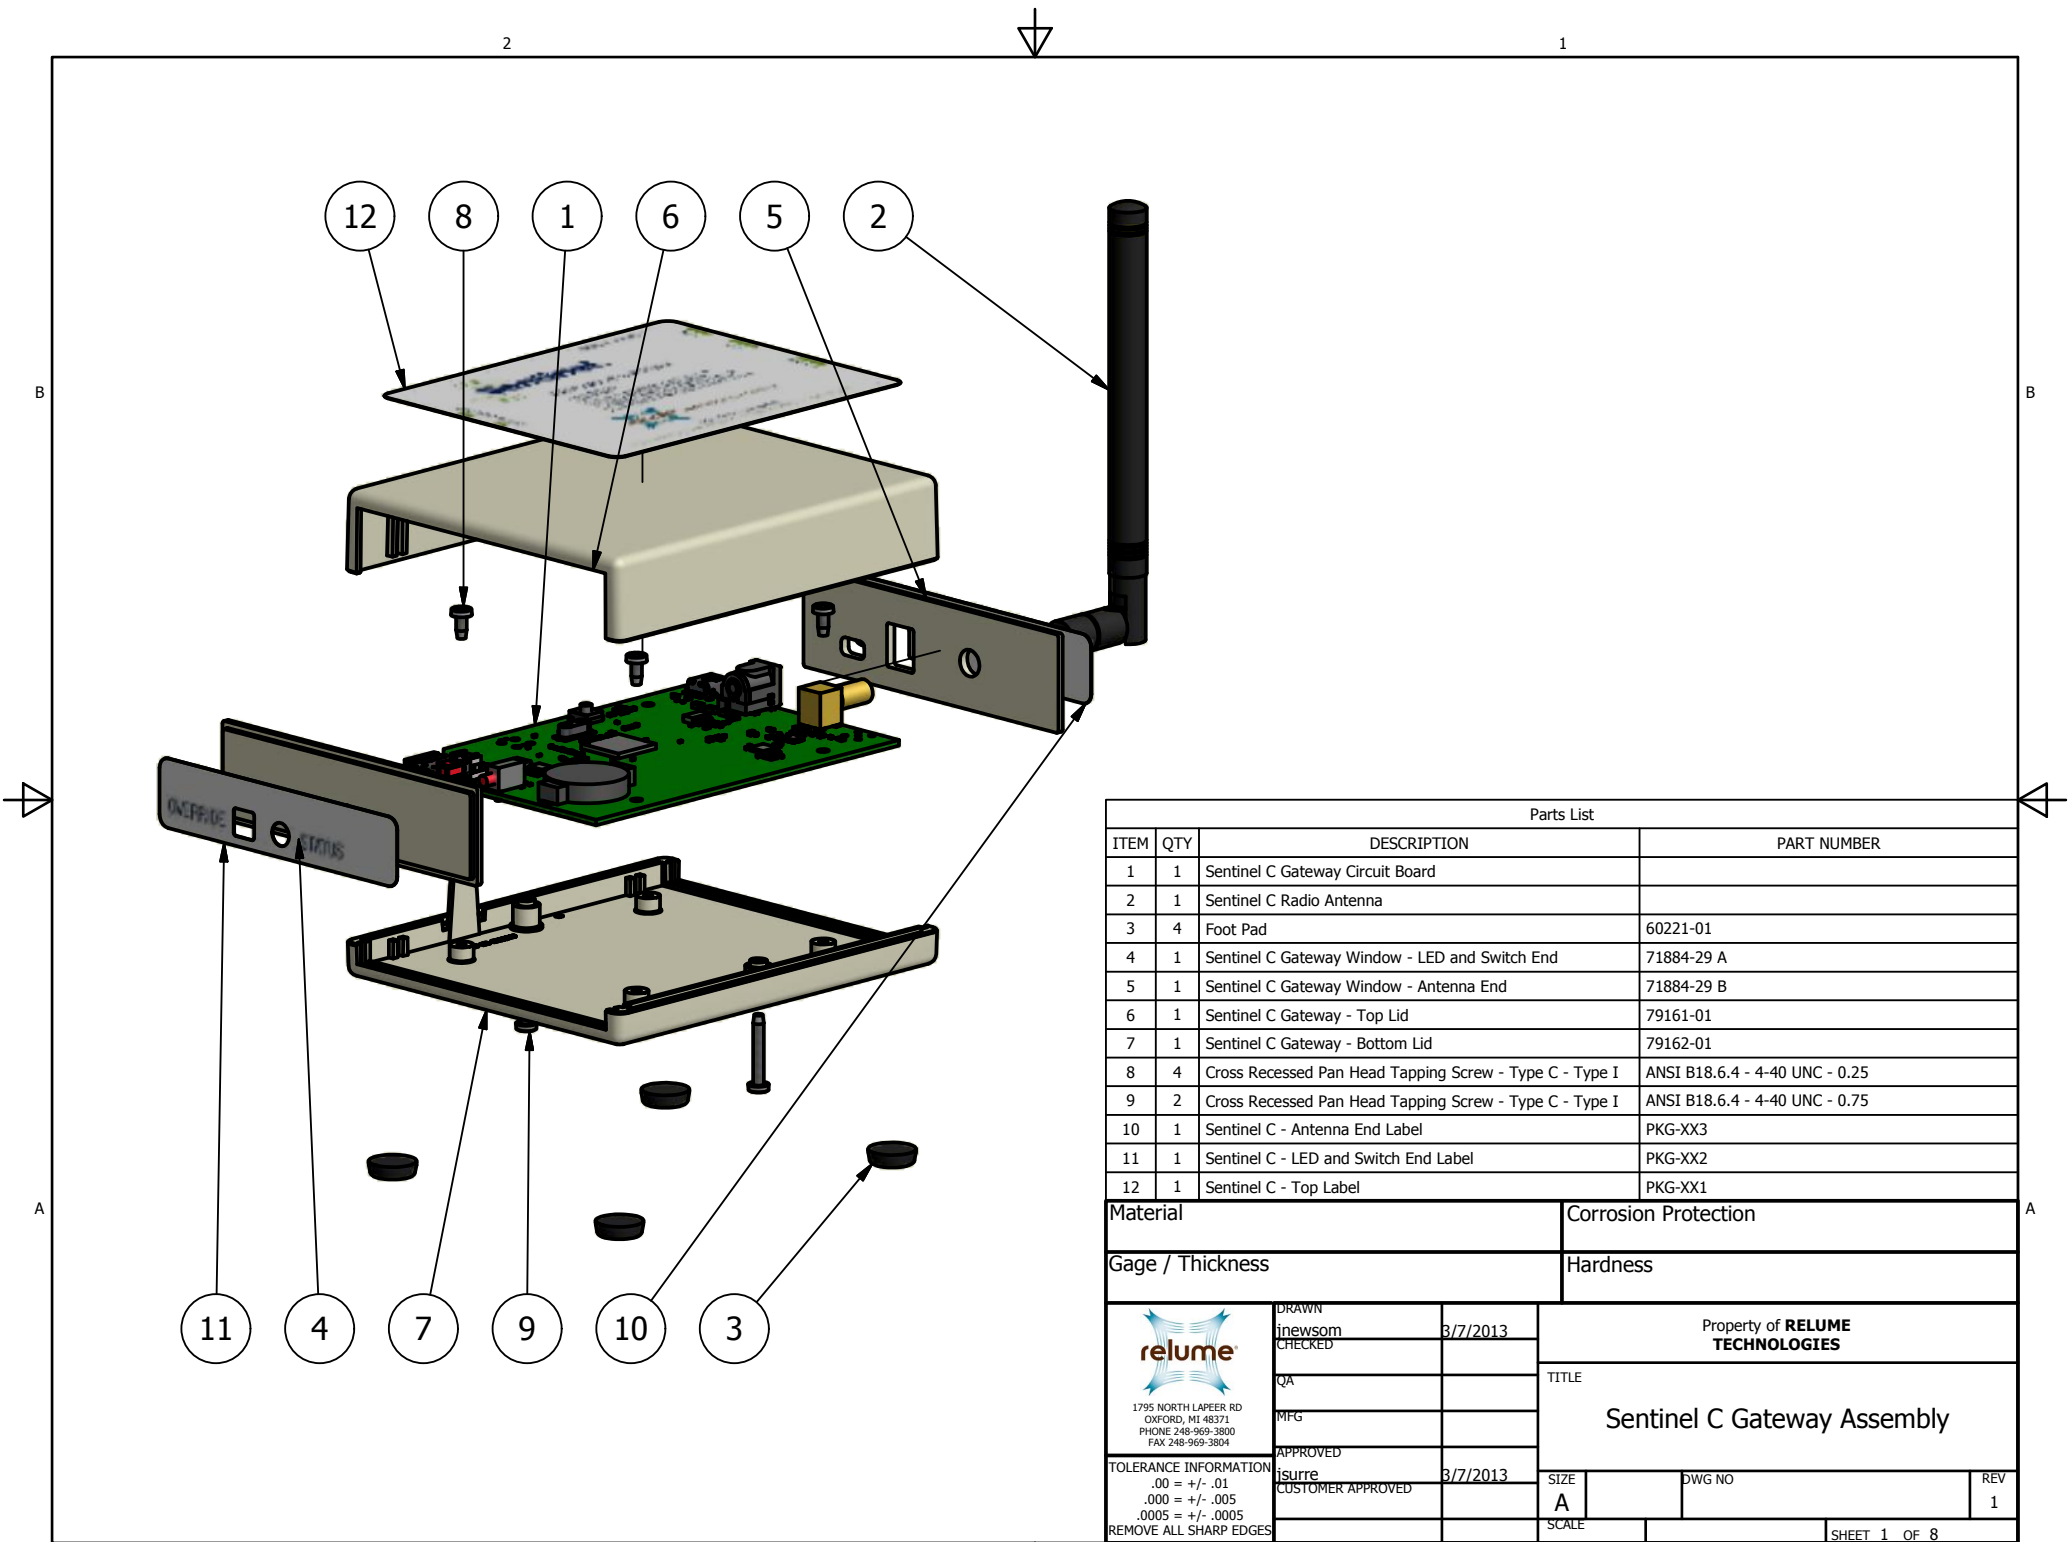 2 1
12 8 1 6 5 2
B B
OVERRIDE STATUS
Parts List
ITEM QTY DESCRIPTION PART NUMBER
1 1 Sentinel C Gateway Circuit Board
2 1 Sentinel C Radio Antenna
3 4 Foot Pad 60221-01
4 1 Sentinel C Gateway Window - LED and Switch End 71884-29 A
5 1 Sentinel C Gateway Window - Antenna End 71884-29 B
6 1 Sentinel C Gateway - Top Lid 79161-01
7 1 Sentinel C Gateway - Bottom Lid 79162-01
8 4 Cross Recessed Pan Head Tapping Screw - Type C - Type I ANSI B18.6.4 - 4-40 UNC - 0.25
9 2 Cross Recessed Pan Head Tapping Screw - Type C - Type I ANSI B18.6.4 - 4-40 UNC - 0.75
10 1 Sentinel C - Antenna End Label PKG-XX3
11 1 Sentinel C - LED and Switch End Label PKG-XX2
12 1 Sentinel C - Top Label PKG-XX1
A A
Material Corrosion Protection
Gage / Thickness Hardness
11 4 7 9 10 3
relume
1795 NORTH LAPEER RD
OXFORD, MI 48371
PHONE 248-969-3800
FAX 248-969-3804
TOLERANCE INFORMATION
.00 = +/- .01
.000 = +/- .005
.0005 = +/- .0005
REMOVE ALL SHARP EDGES
DRAWN
jnewsom 3/7/2013
CHECKED
QA
MFG
APPROVED
jsurre 3/7/2013
CUSTOMER APPROVED
Property of RELUME
TECHNOLOGIES
TITLE
Sentinel C Gateway Assembly
SIZE DWG NO REV
A 1
SCALE
SHEET 1 OF 8